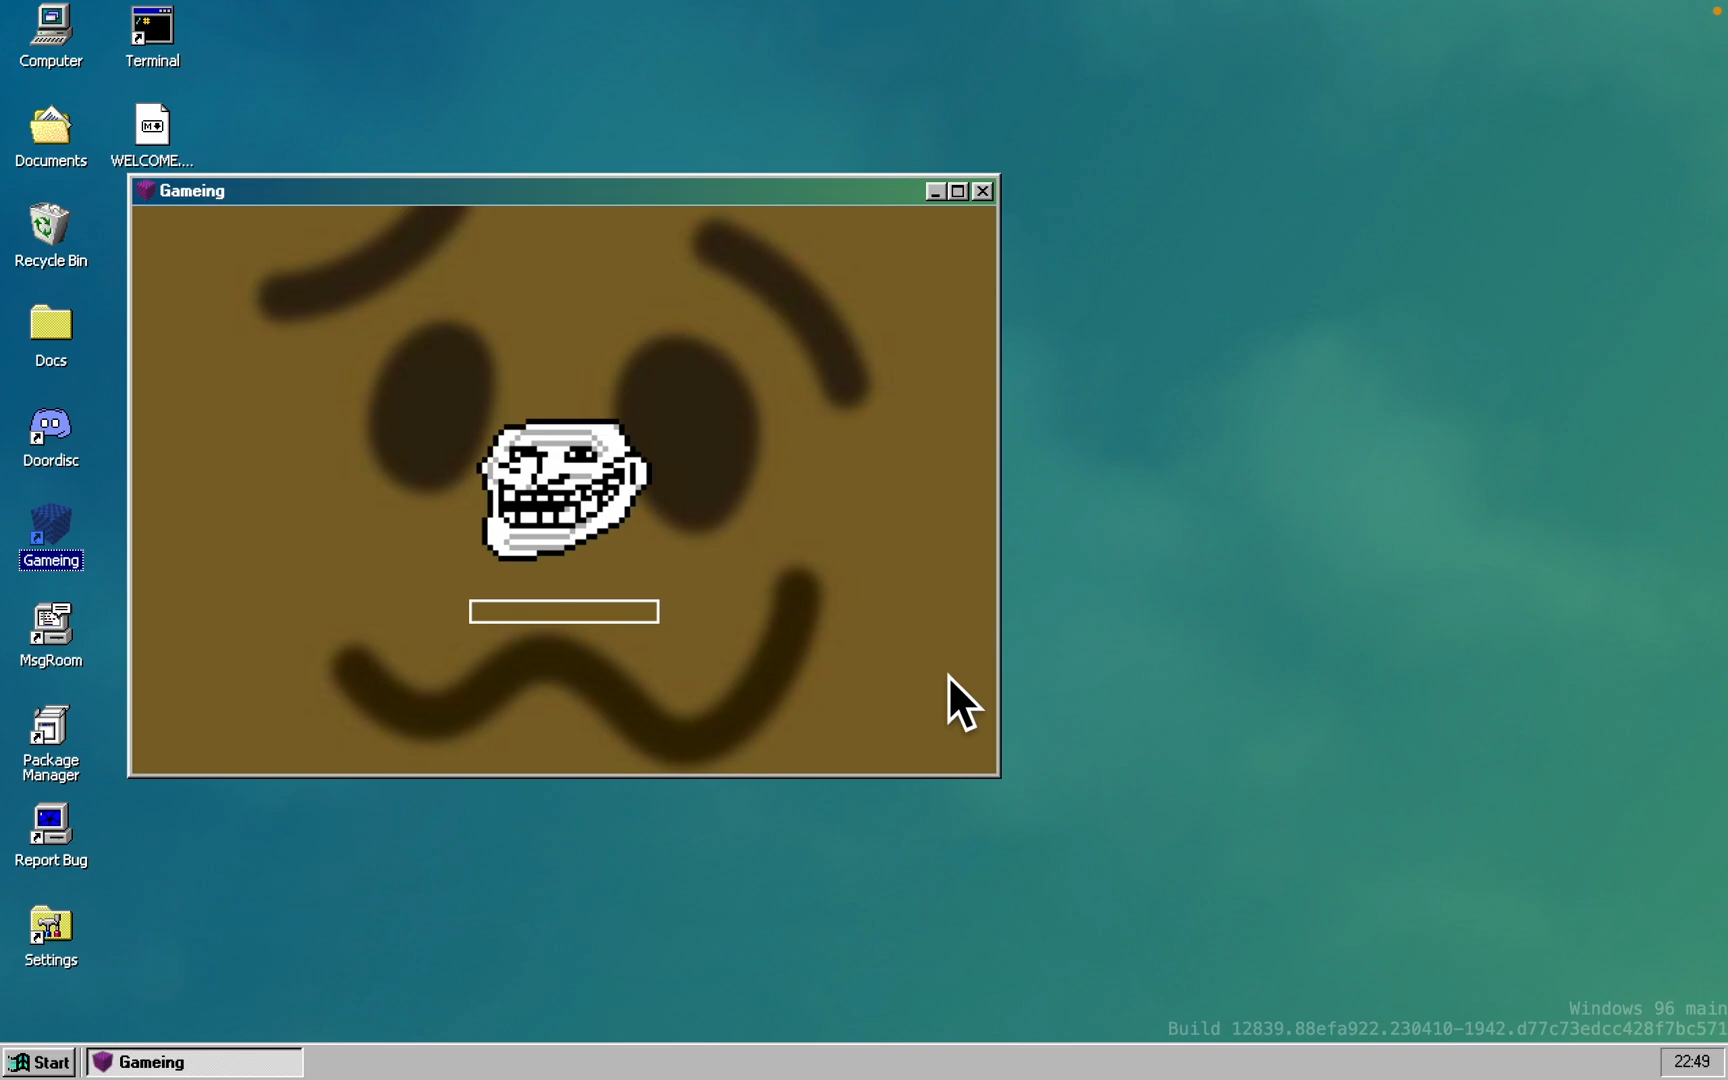 Computer
Terminal
Documents
WELCOME....
Recycle Bin
Docs
Doordisc
Gameing
MsgRoom
Package
Manager
Report Bug
Settings
Gameing
Windows 96 main
Build 12839.88efa922.230410-1942.d77c73edcc428f7bc571
Start
Gameing
22:49